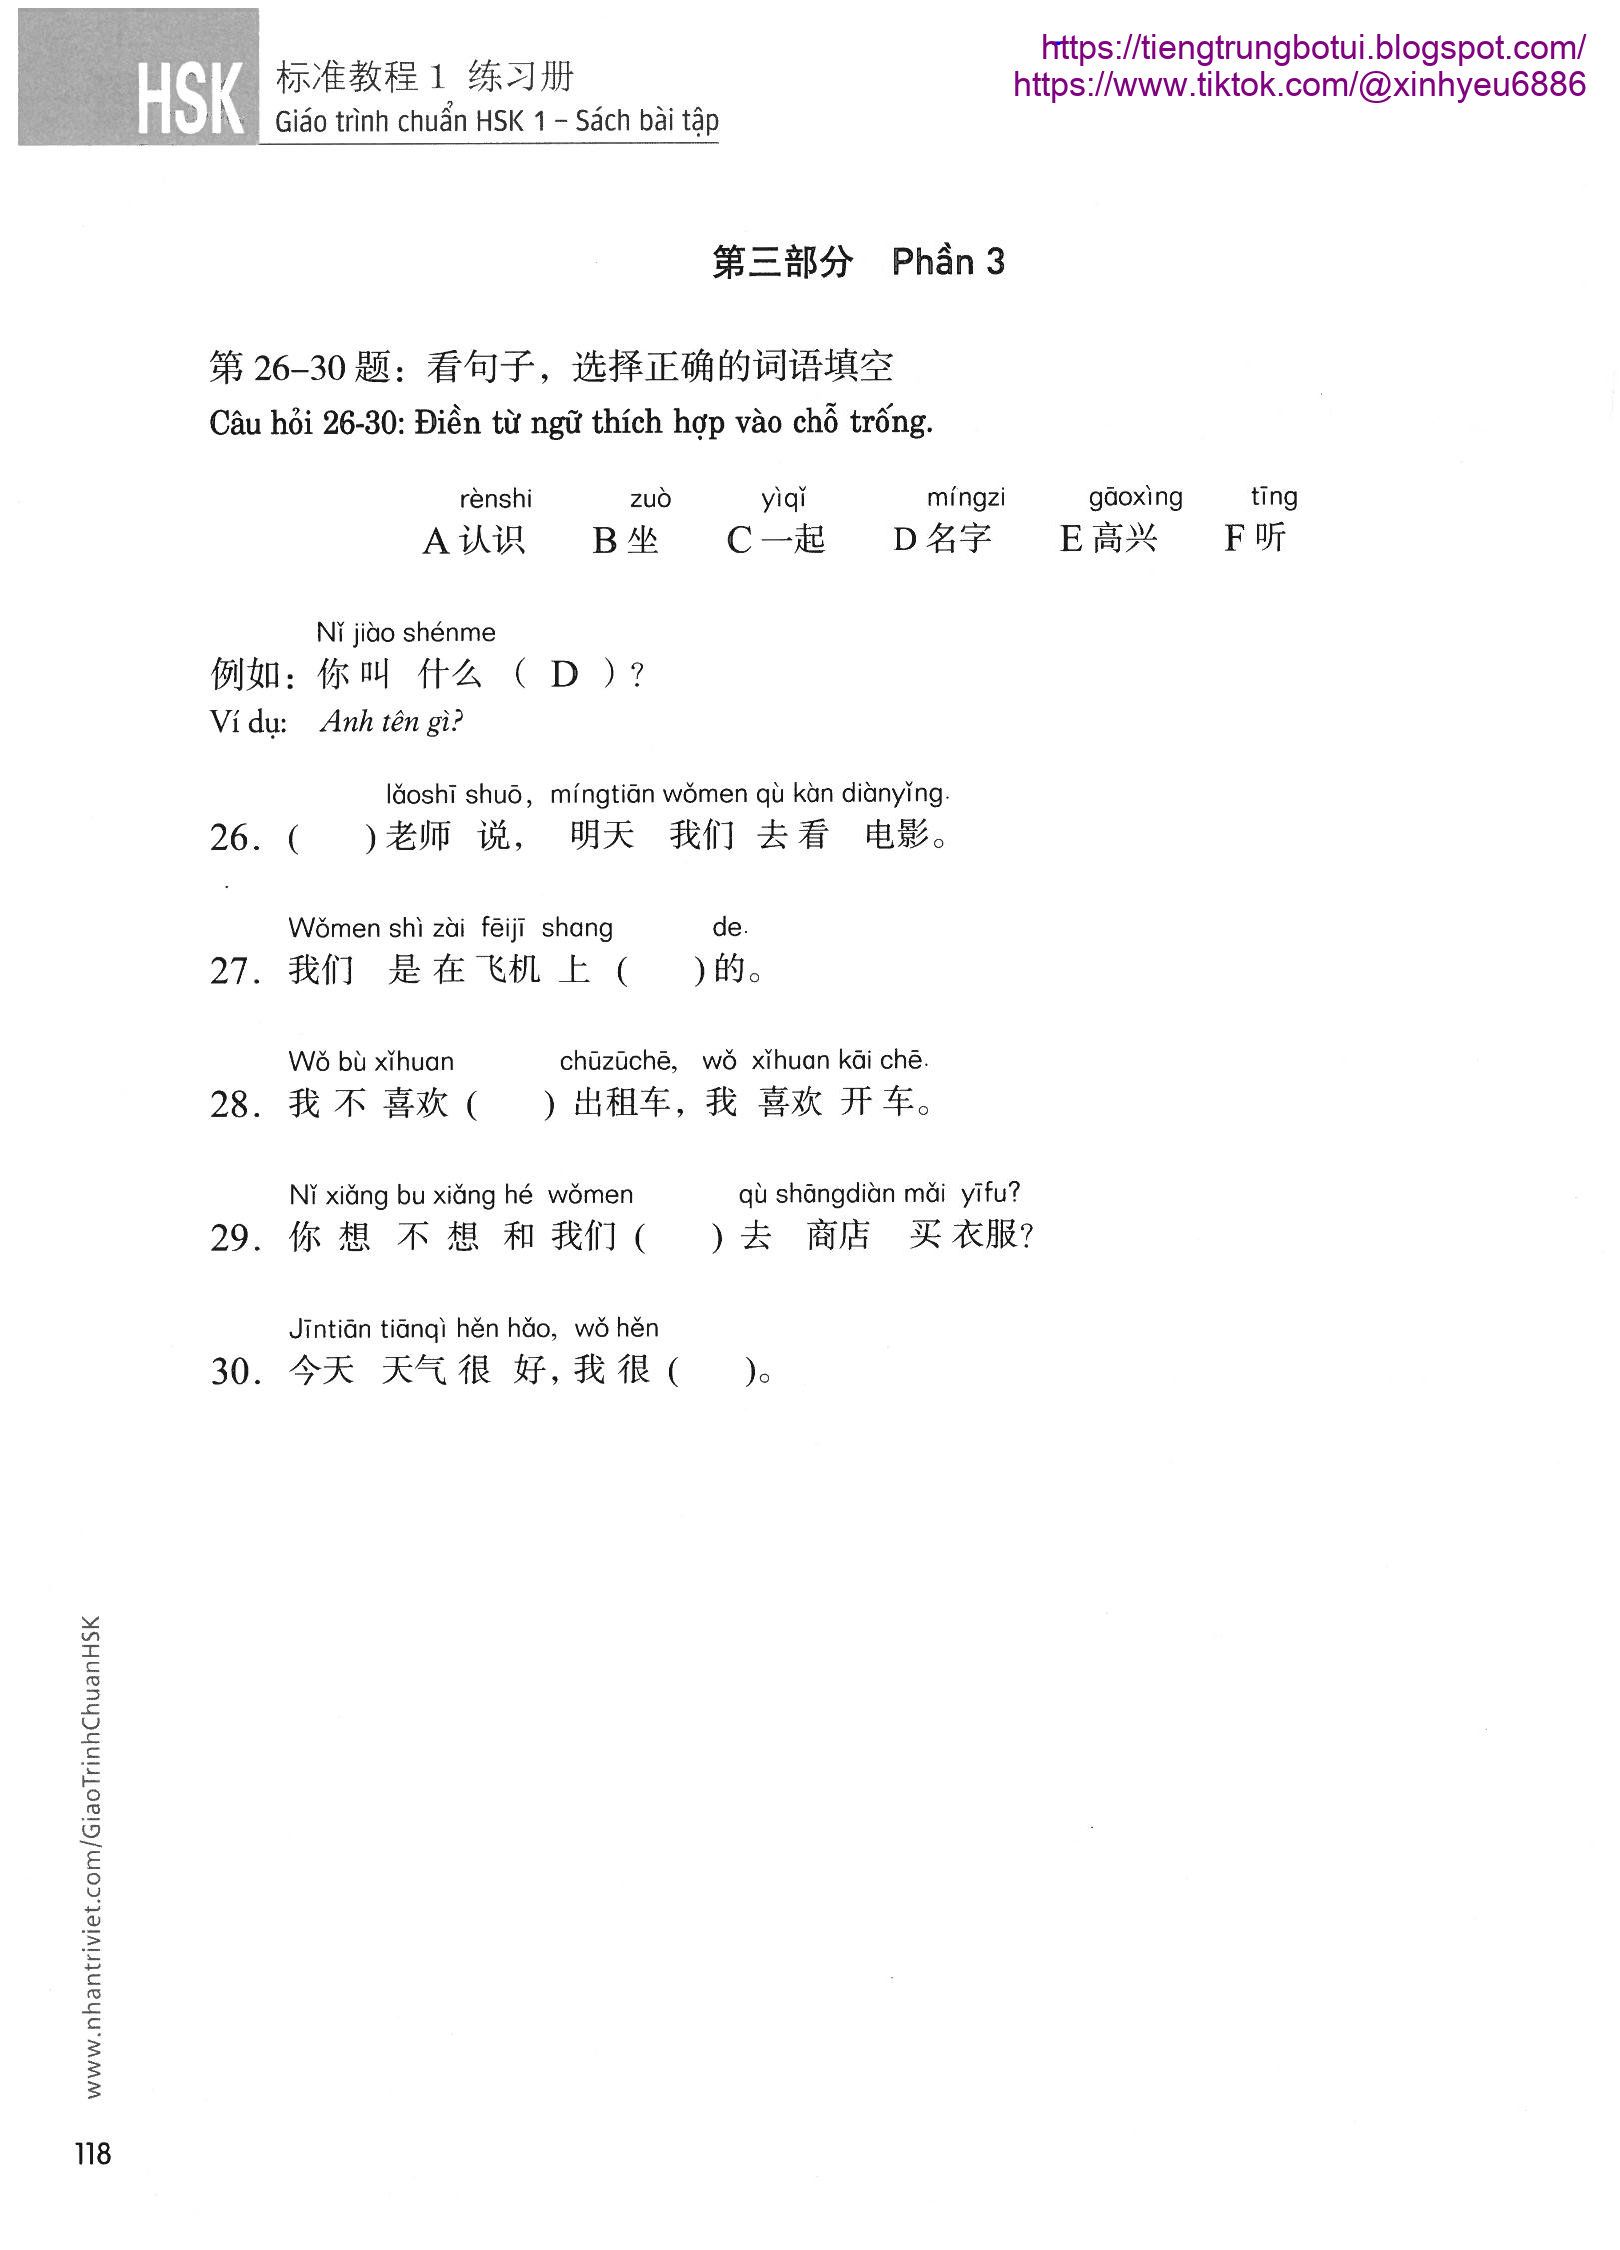 https://tiengtrungbotui.blogspot.com/
https://www.tiktok.com/@xinhyeu6886
HSK 标准教程 1 练习册
Giáo trình chuẩn HSK 1 – Sách bài tập
第三部分 Phần 3
第 26–30 题：看句子，选择正确的词语填空
Câu hỏi 26-30: Điền từ ngữ thích hợp vào chỗ trống.
rènshi zuò yìqǐ míngzi gāoxìng tīng
A 认识 B 坐 C 一起 D 名字 E 高兴 F 听
Nǐ jiào shénme
例如：你 叫 什么 （ D ）？
Ví dụ: Anh tên gì?
lǎoshī shuō, míngtiān wǒmen qù kàn diànyǐng.
26. ( ) 老师 说， 明天 我们 去 看 电影。
Wǒmen shì zài fēijī shang de.
27. 我们 是 在 飞机 上 ( ) 的。
Wǒ bù xǐhuan chūzūchē, wǒ xǐhuan kāi chē.
28. 我 不 喜欢 ( ) 出租车，我 喜欢 开 车。
Nǐ xiǎng bu xiǎng hé wǒmen qù shāngdiàn mǎi yīfu?
29. 你 想 不 想 和 我们 ( ) 去 商店 买 衣服？
Jīntiān tiānqì hěn hǎo, wǒ hěn
30. 今天 天气 很 好，我 很 ( )。
www.nhantriviet.com/GiaoTrinhChuanHSK
118